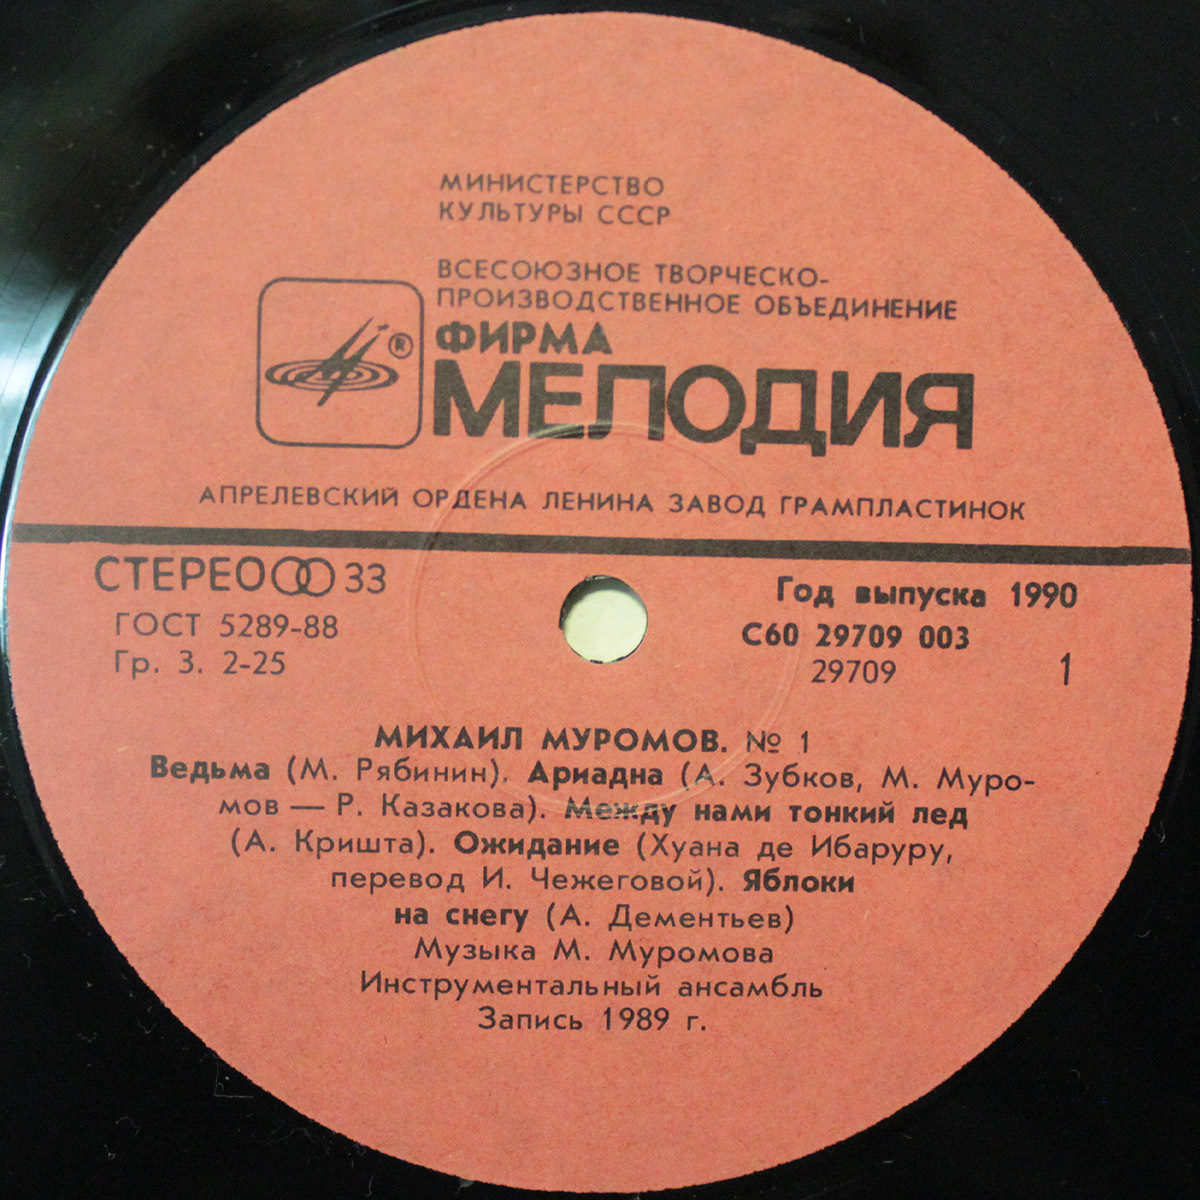 МИНИСТЕРСТВО
КУЛЬТУРЫ СССР
ВСЕСОЮЗНОЕ ТВОРЧЕСКО-
ПРОИЗВОДСТВЕННОЕ ОБЪЕДИНЕНИЕ
®
ФИРМА
МЕЛОДИЯ
АПРЕЛЕВСКИЙ ОРДЕНА ЛЕНИНА ЗАВОД ГРАМПЛАСТИНОК
СТЕРЕО 33
ГОСТ 5289-88
Гр. 3. 2-25
Год выпуска 1990
С60 29709 003
29709
1
МИХАИЛ МУРОМОВ. № 1
Ведьма (М. Рябинин). Ариадна (А. Зубков, М. Муро-
мов — Р. Казакова). Между нами тонкий лед
(А. Кришта). Ожидание (Хуана де Ибаруру,
перевод И. Чежеговой). Яблоки
на снегу (А. Дементьев)
Музыка М. Муромова
Инструментальный ансамбль
Запись 1989 г.